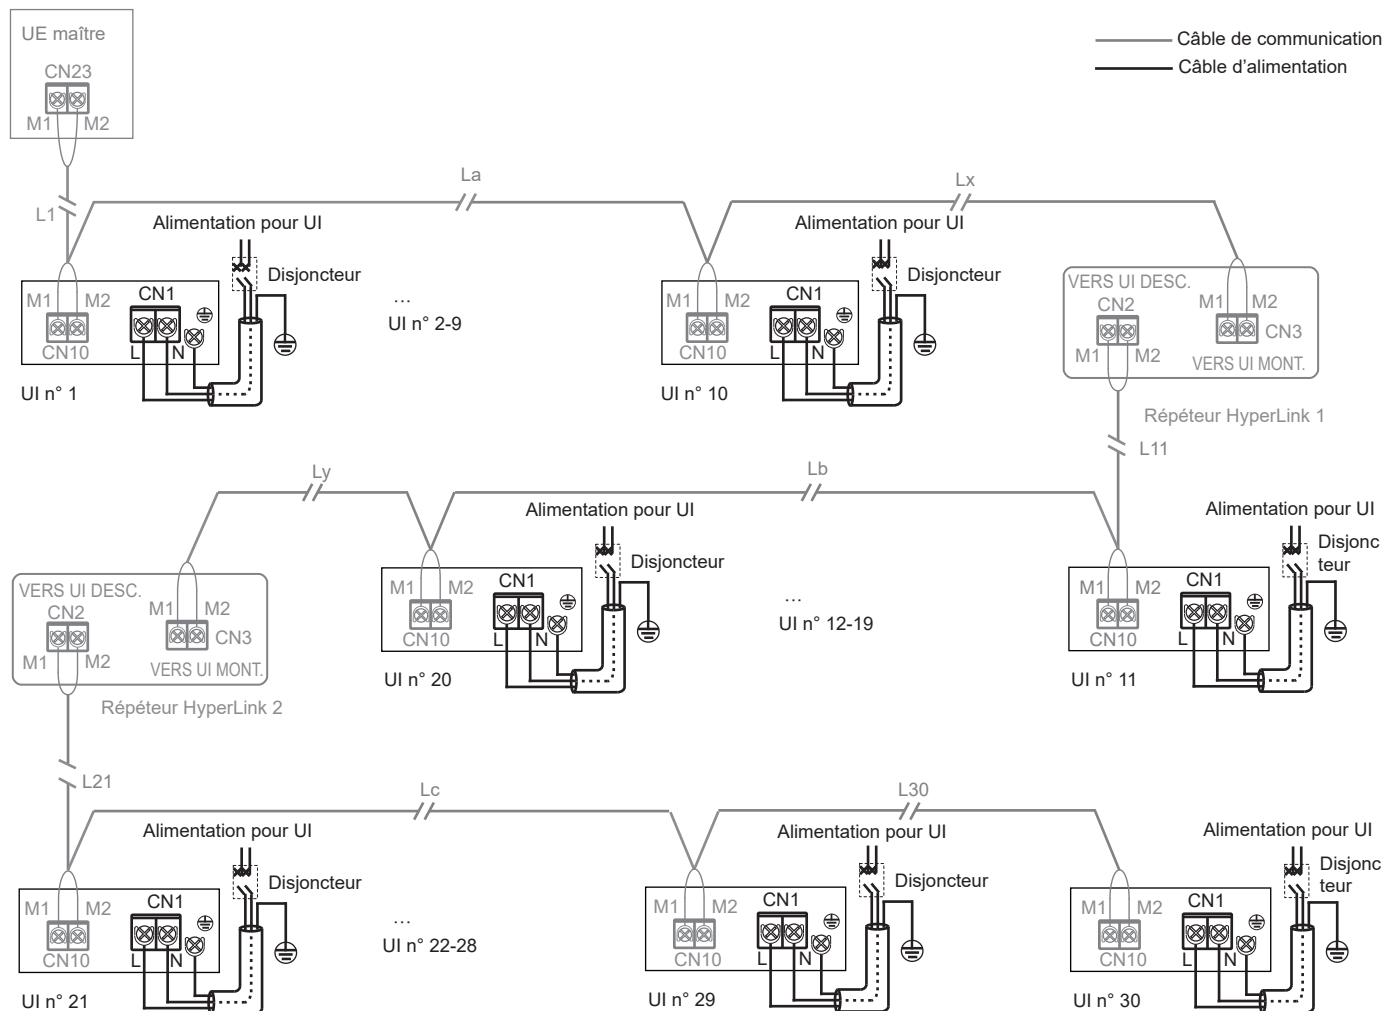 UE maître
CN23
M1 M2
Câble de communication
Câble d'alimentation
L1
La
Lx
Alimentation pour UI
Disjoncteur
M1 M2
CN1
CN10
L N
UI n° 1
...
UI n° 2-9
Alimentation pour UI
Disjoncteur
M1 M2
CN1
CN10
L N
UI n° 10
VERS UI DESC.
CN2
M1 M2
M1 M2
CN3
VERS UI MONT.
Répéteur HyperLink 1
L11
Ly
Lb
VERS UI DESC.
CN2
M1 M2
M1 M2
CN3
VERS UI MONT.
Répéteur HyperLink 2
Alimentation pour UI
Disjoncteur
M1 M2
CN1
CN10
L N
UI n° 20
...
UI n° 12-19
Alimentation pour UI
Disjonc
teur
M1 M2
CN1
CN10
L N
UI n° 11
L21
Lc
L30
Alimentation pour UI
Disjoncteur
M1 M2
CN1
CN10
L N
UI n° 21
...
UI n° 22-28
Alimentation pour UI
Disjoncteur
M1 M2
CN1
CN10
L N
UI n° 29
Alimentation pour UI
Disjonc
teur
M1 M2
CN1
CN10
L N
UI n° 30